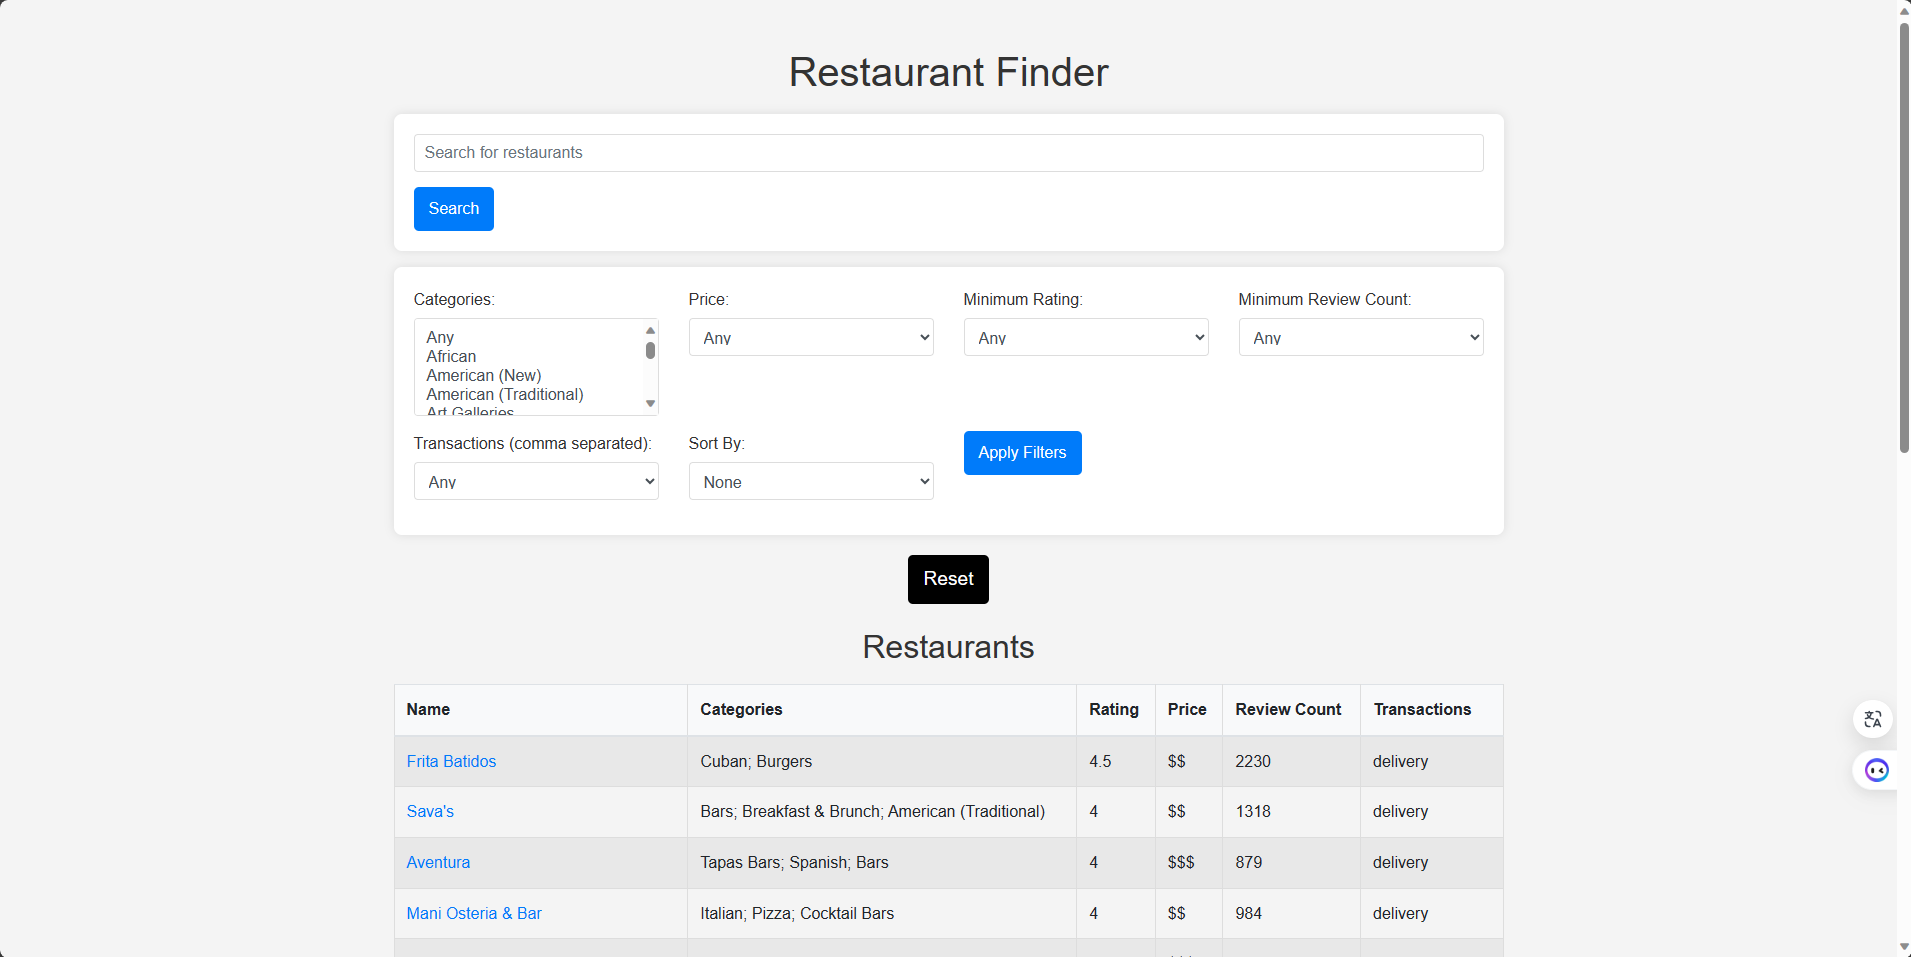 Restaurant Finder
Search for restaurants
Search
Categories:
Price:
Minimum Rating:
Minimum Review Count:
Any
African
American (New)
American (Traditional)
Art Galleries
Any
Any
Any
Transactions (comma separated):
Sort By:
Apply Filters
Any
None
Reset
Restaurants
Name Categories Rating Price Review Count Transactions
Frita Batidos Cuban; Burgers 4.5 $$ 2230 delivery
Sava's Bars; Breakfast & Brunch; American (Traditional) 4 $$ 1318 delivery
Aventura Tapas Bars; Spanish; Bars 4 $$$ 879 delivery
Mani Osteria & Bar Italian; Pizza; Cocktail Bars 4 $$ 984 delivery